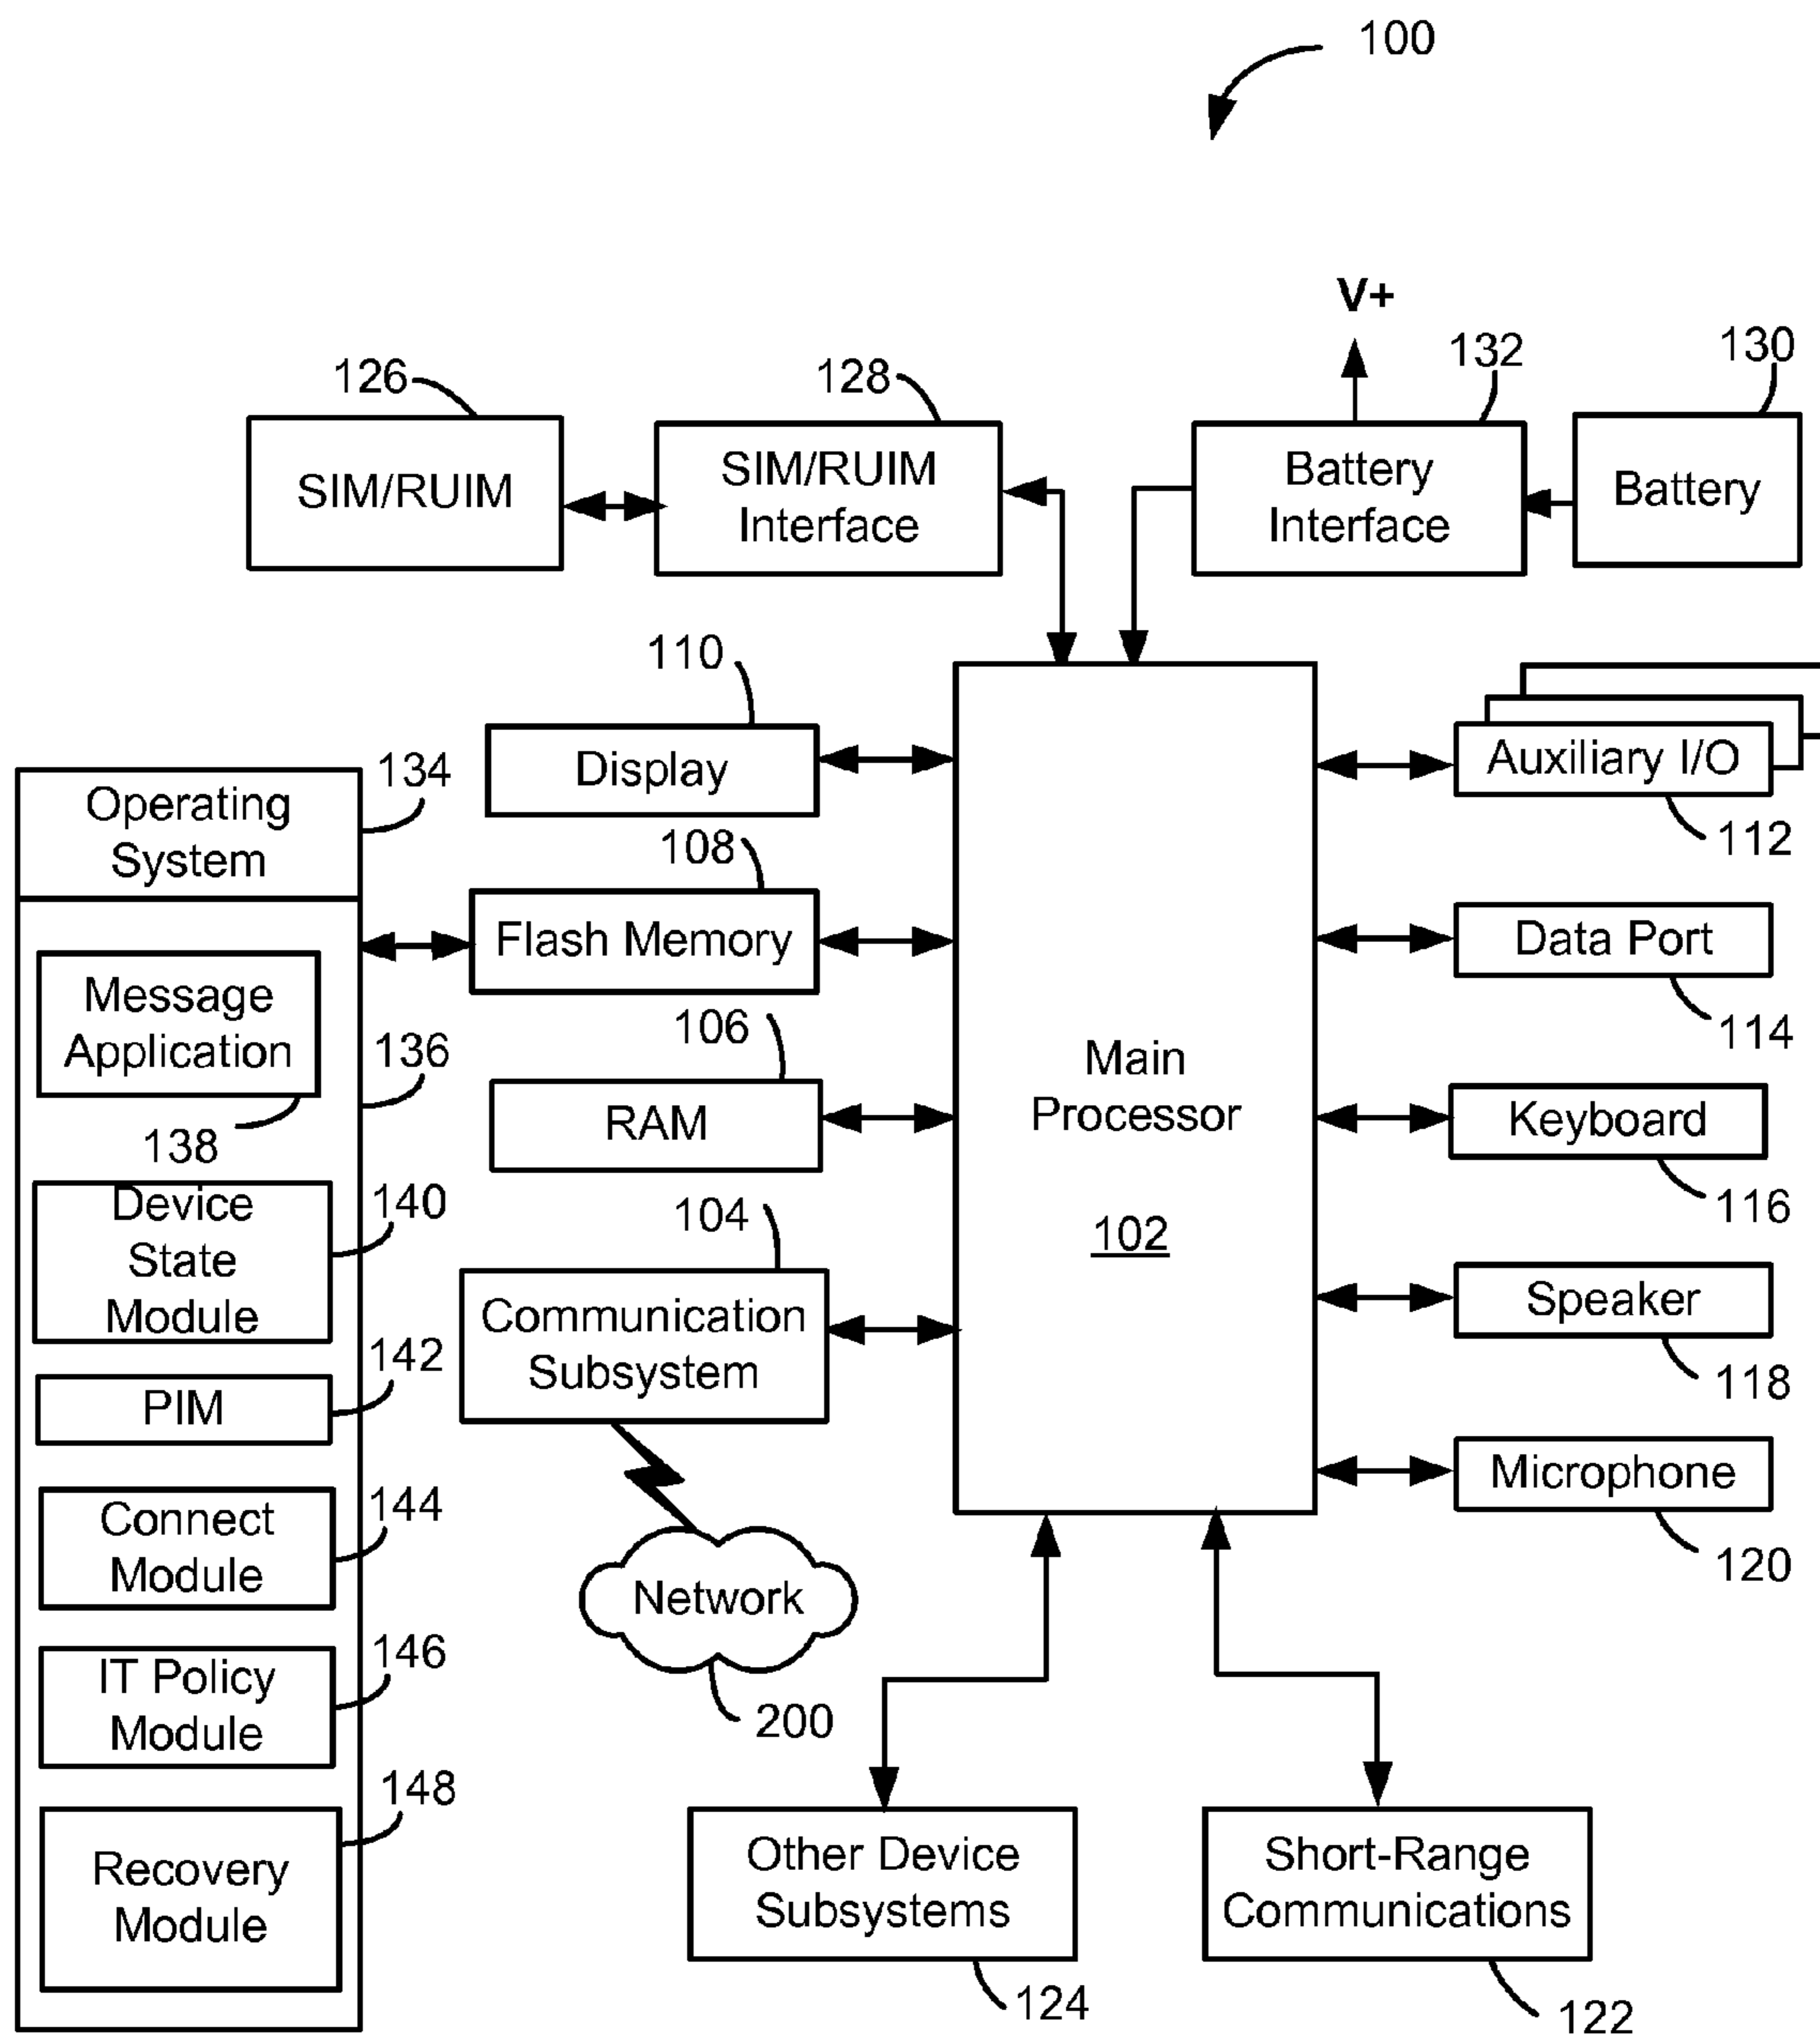 100
V+
126
128
132
130
SIM/RUIM
SIM/RUIM
Interface
Battery
Interface
Battery
110
Display
Auxiliary I/O
112
134
Operating
System
108
Flash Memory
Data Port
114
Message
Application
138
136
106
RAM
Main
Processor
102
Keyboard
116
Device
State
Module
140
104
Communication
Subsystem
Speaker
118
PIM
142
Microphone
120
Connect
Module
144
Network
200
IT Policy
Module
146
Recovery
Module
148
Other Device
Subsystems
124
Short-Range
Communications
122